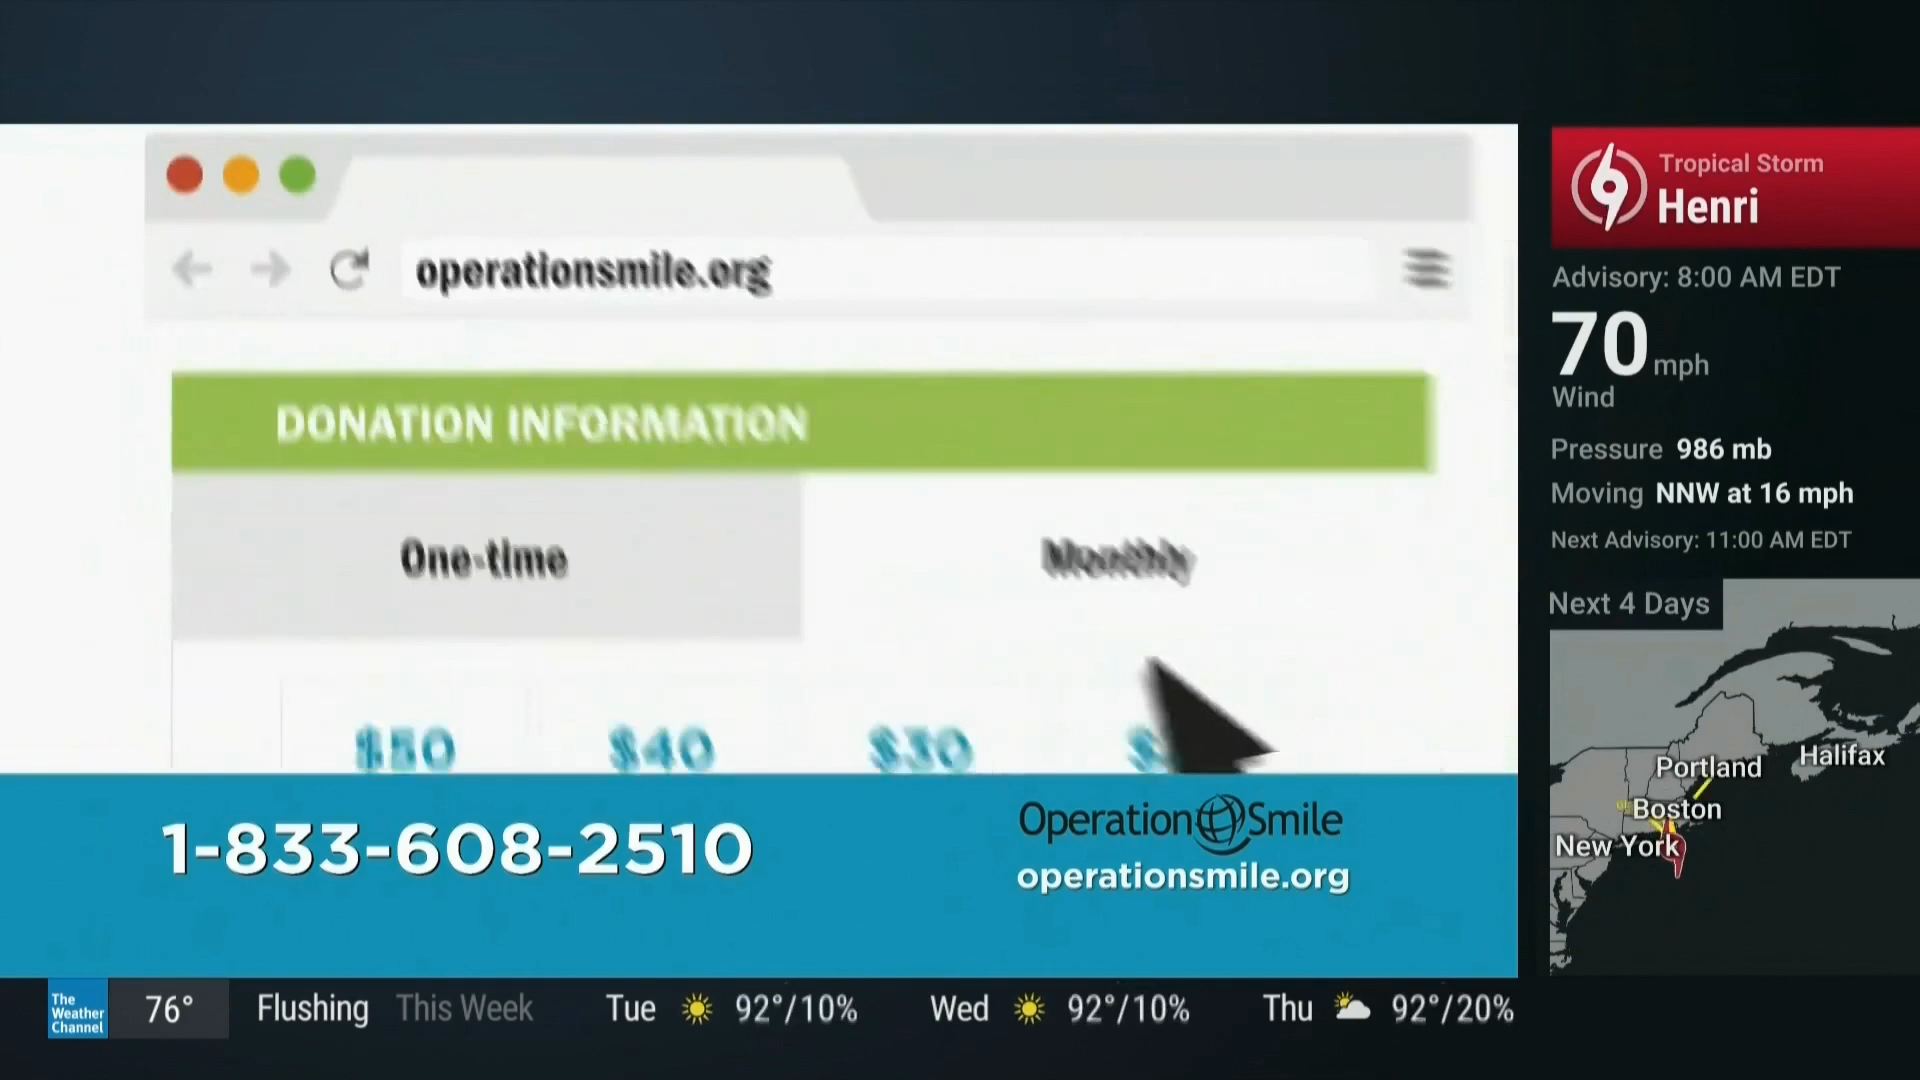 operationsmile.org
DONATION INFORMATION
One-time
Monthly
$50 $40 $30
1-833-608-2510
Operation Smile
operationsmile.org
Tropical Storm
Henri
Advisory: 8:00 AM EDT
70 mph
Wind
Pressure 986 mb
Moving NNW at 16 mph
Next Advisory: 11:00 AM EDT
Next 4 Days
Portland
Halifax
Boston
New York
The
Weather
Channel
76° Flushing This Week Tue 92°/10% Wed 92°/10% Thu 92°/20%